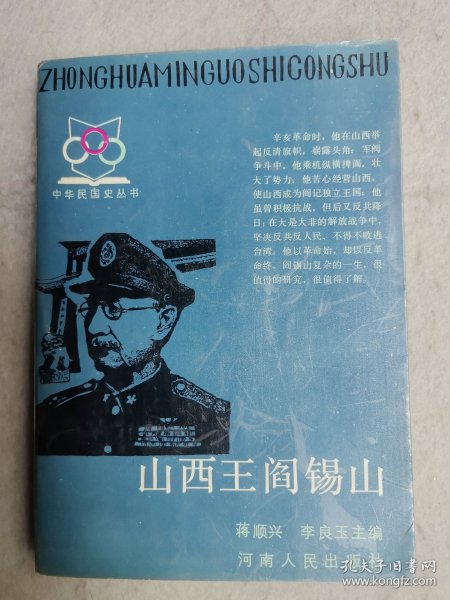 ZHONGHUAMINGUOSHICONGSHU
中华民国史丛书
辛亥革命时，他在山西举
起反清旗帜，崭露头角；军阀
争斗中，他乘机纵横捭阖，壮
大了势力；他苦心经营山西，
使山西成为阎记独立王国；他
虽曾积极抗战，但后又反共降
日；在大是大非的解放战争中，
坚决反共反人民，不得不败逃
台湾。他以革命始，却以反革
命终。阎锡山复杂的一生，很
值得的研究，很值得了解。
山西王阎锡山
蒋顺兴 李良玉主编
河南人民出版社
孔夫子旧书网
kongfz.com